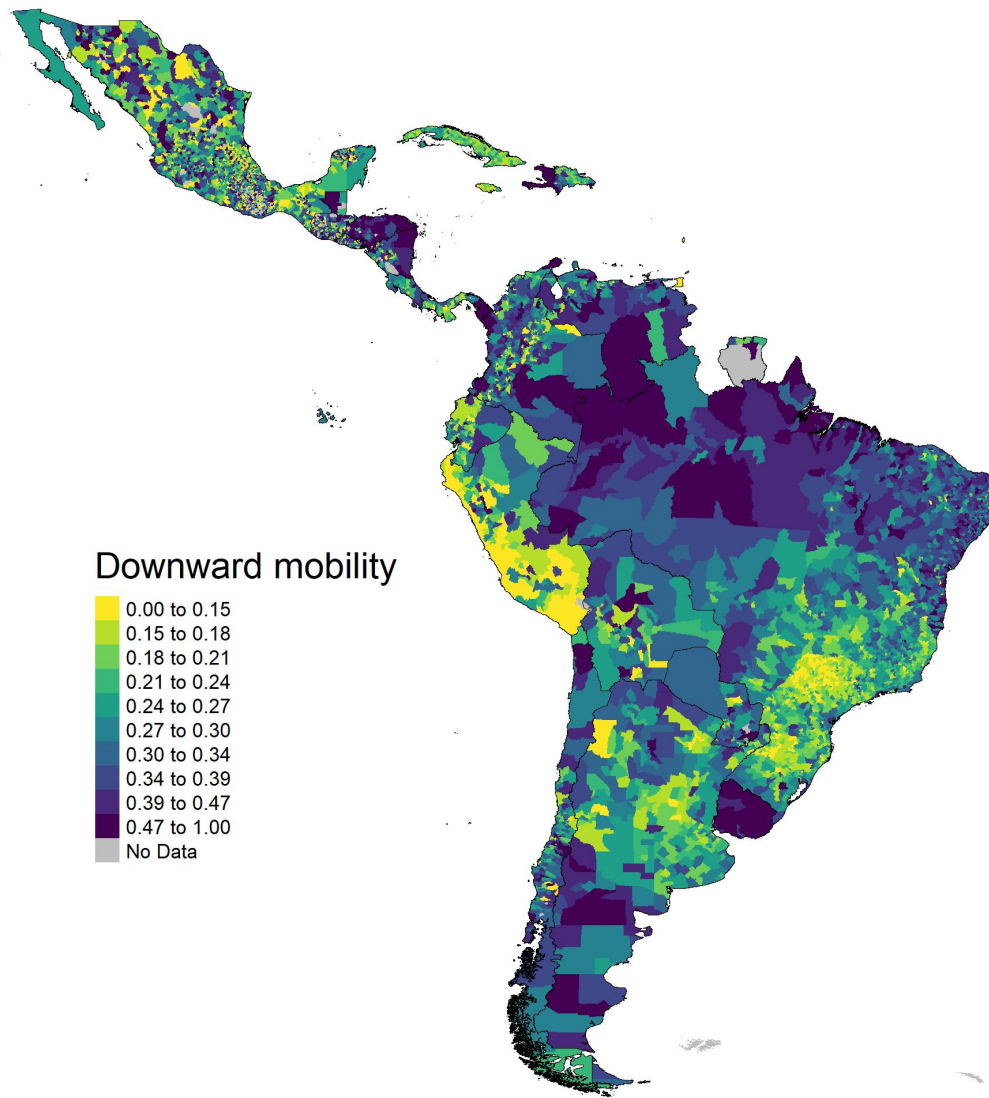 Downward mobility
0.00 to 0.15
0.15 to 0.18
0.18 to 0.21
0.21 to 0.24
0.24 to 0.27
0.27 to 0.30
0.30 to 0.34
0.34 to 0.39
0.39 to 0.47
0.47 to 1.00
No Data